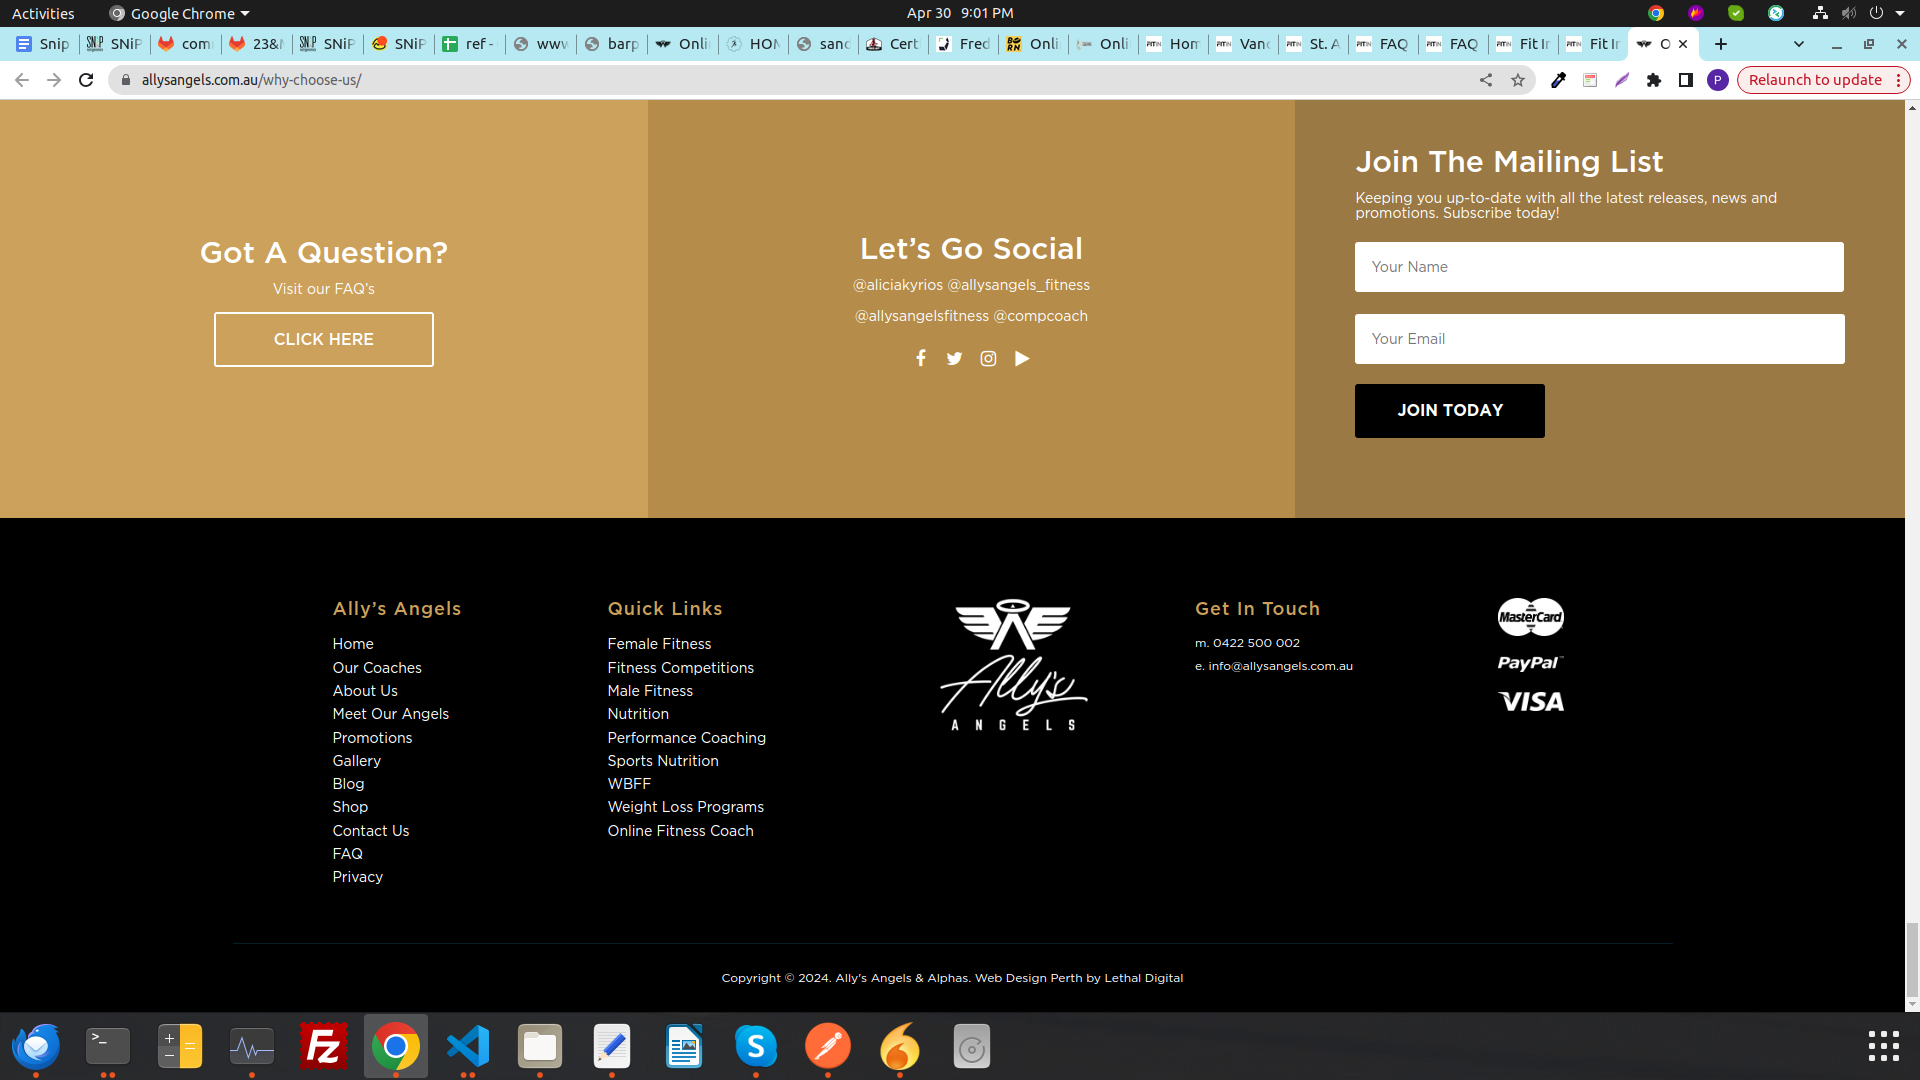 Activities
Google Chrome
Apr 30 9:01 PM
Snip
SNiP
com
23&M
SNiP
SNiP
ref -
www
barp
Onli
HOM
sand
Cert
Fred
Onli
Onli
Hom
Vanc
St. A
FAQ
FAQ
Fit Ir
Fit Ir
O
allysangels.com.au/why-choose-us/
P
Relaunch to update
Got A Question?
Visit our FAQ's
CLICK HERE
Let’s Go Social
@aliciakyrios @allysangels_fitness
@allysangelsfitness @compcoach
Join The Mailing List
Keeping you up-to-date with all the latest releases, news and
promotions. Subscribe today!
Your Name
Your Email
JOIN TODAY
Ally’s Angels
Home
Our Coaches
About Us
Meet Our Angels
Promotions
Gallery
Blog
Shop
Contact Us
FAQ
Privacy
Quick Links
Female Fitness
Fitness Competitions
Male Fitness
Nutrition
Performance Coaching
Sports Nutrition
WBFF
Weight Loss Programs
Online Fitness Coach
Ally's
ANGELS
Get In Touch
m. 0422 500 002
e. info@allysangels.com.au
MasterCard
PayPal
VISA
Copyright © 2024. Ally's Angels & Alphas. Web Design Perth by Lethal Digital